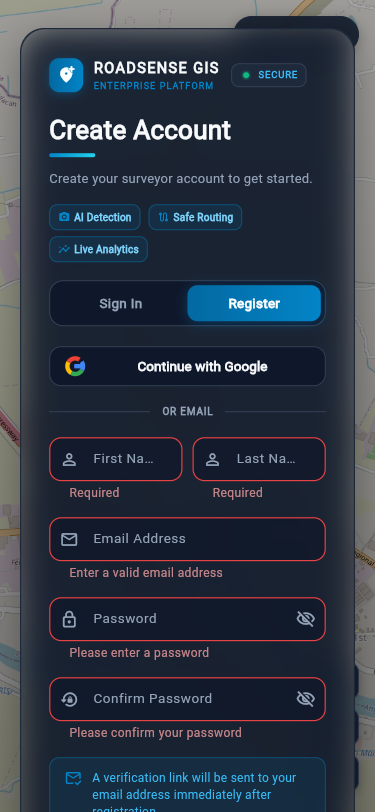 ROADSENSE GIS
ENTERPRISE PLATFORM
SECURE
Create Account
Create your surveyor account to get started.
AI Detection
Safe Routing
Live Analytics
Sign In
Register
Continue with Google
OR EMAIL
First Na...
Last Na...
Required
Required
Email Address
Enter a valid email address
Password
Please enter a password
Confirm Password
Please confirm your password
A verification link will be sent to your
email address immediately after
registration